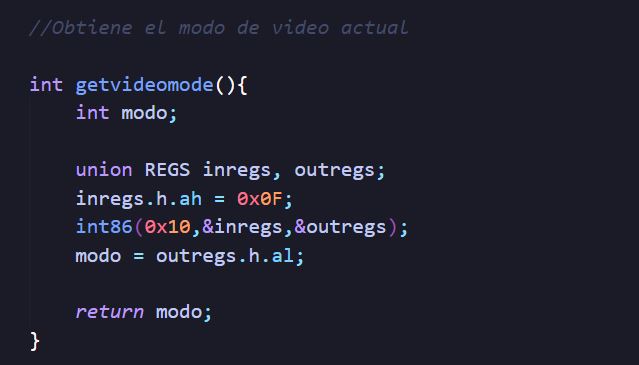 //Obtiene el modo de video actual
int getvideomode(){
int modo;
union REGS inregs, outregs;
inregs.h.ah = 0x0F;
int86(0x10,&inregs,&outregs);
modo = outregs.h.al;
return modo;
}